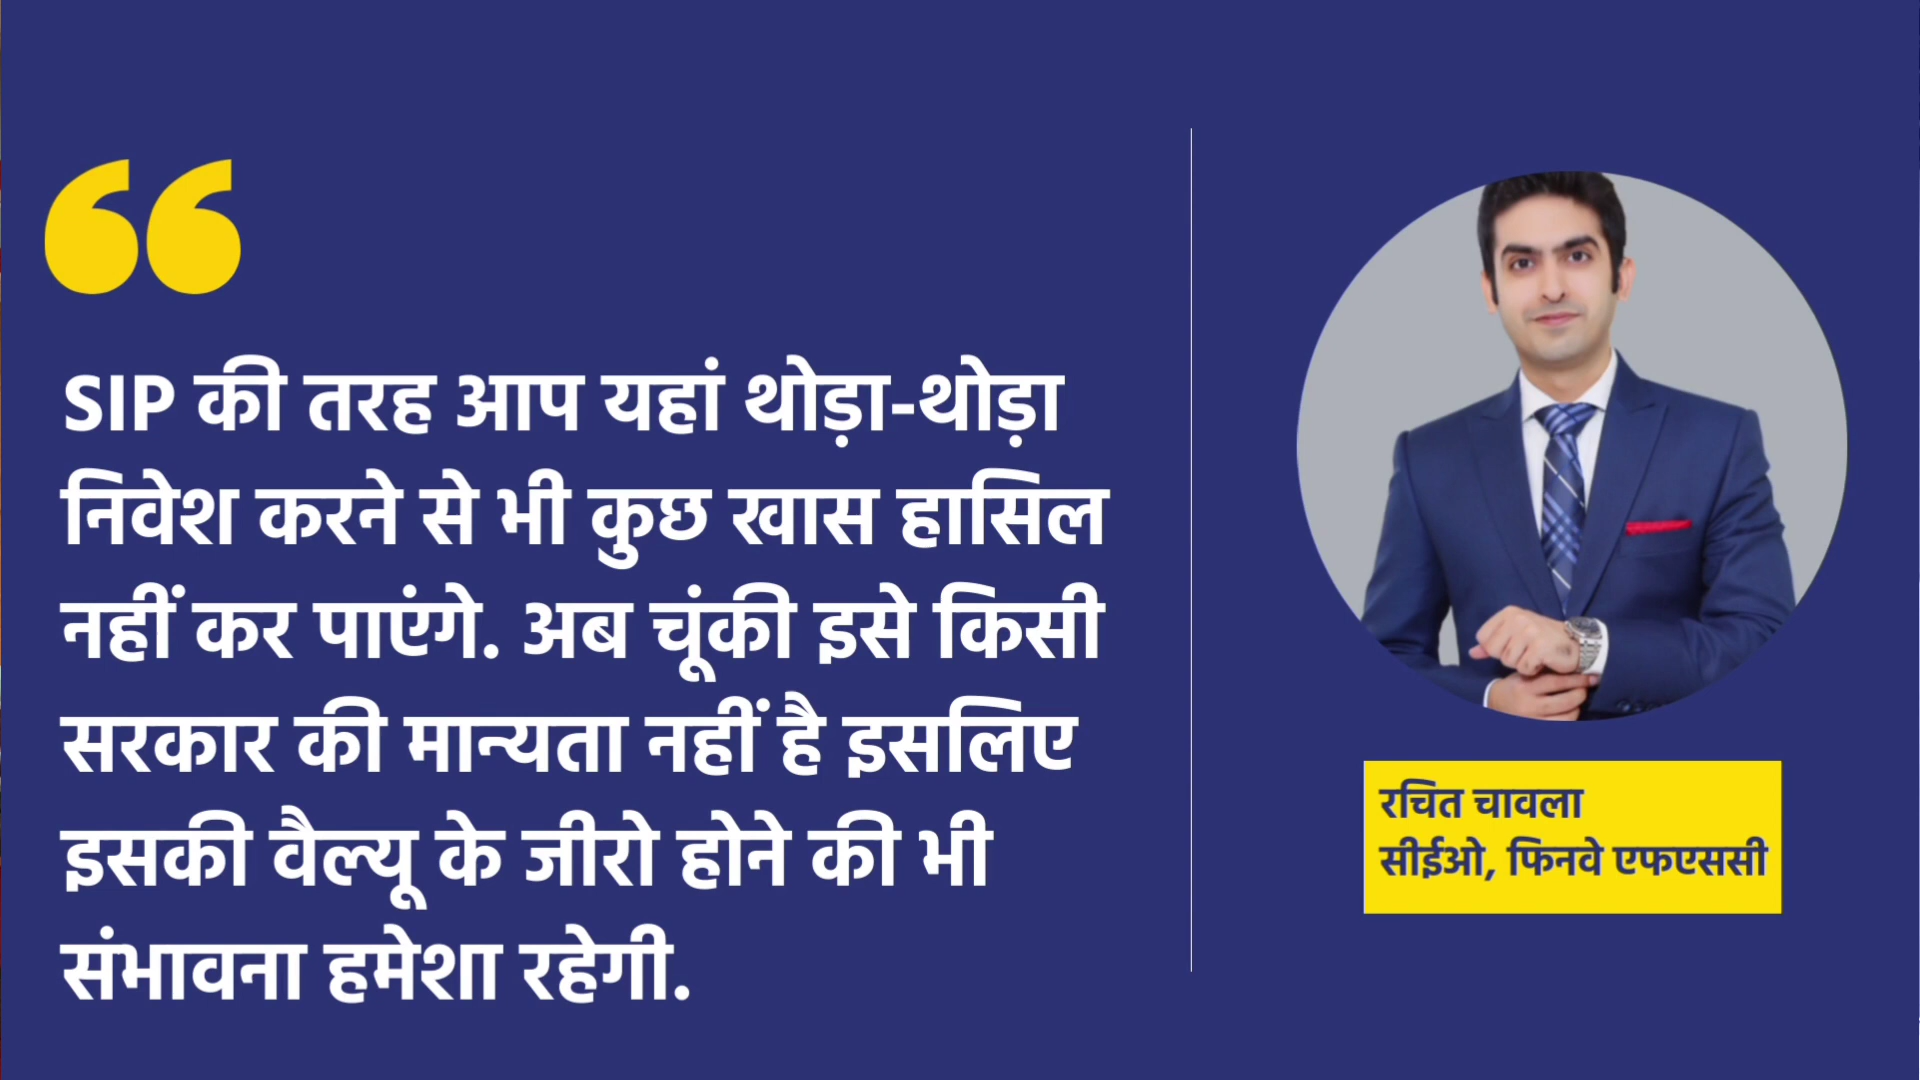 SIP की तरह आप यहां थोड़ा-थोड़ा
निवेश करने से भी कुछ खास हासिल
नहीं कर पाएंगे. अब चूंकी इसे किसी
सरकार की मान्यता नहीं है इसलिए
इसकी वैल्यू के जीरो होने की भी
संभावना हमेशा रहेगी.
रचित चावला
सीईओ, फिनवे एफएससी